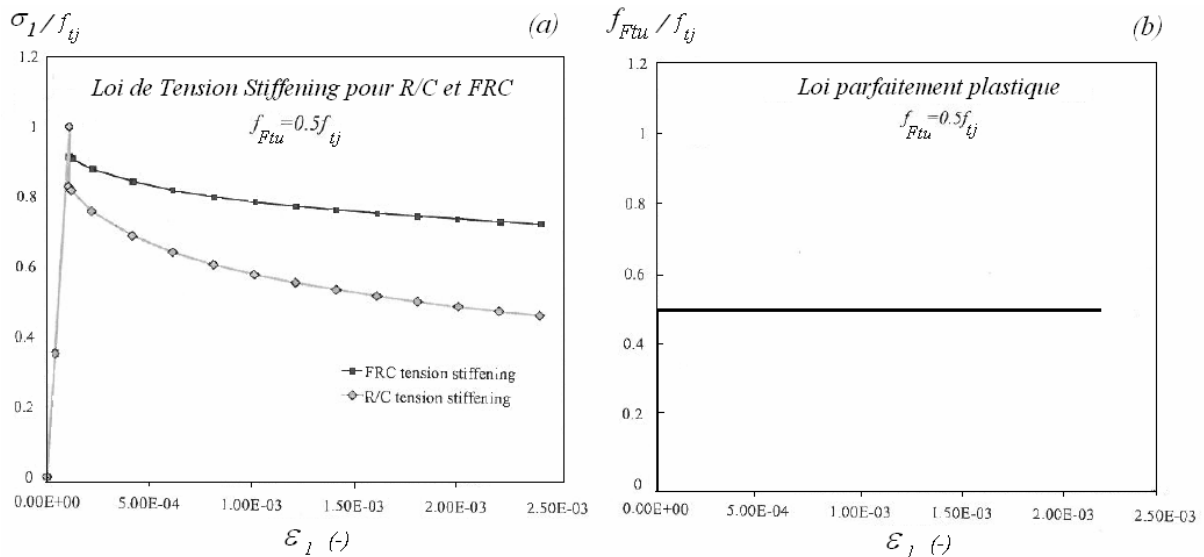 σ1/ftj
(a)
1.2
Loi de Tension Stiffening pour R/C et FRC
fFtu=0.5ftj
1
0.8
0.6
0.4
0.2
0
FRC tension stiffening
R/C tension stiffening
0.00E+00
5.00E-04
1.00E-03
1.50E-03
2.00E-03
2.50E-03
ε1 (-)
fFtu/ftj
(b)
1.2
Loi parfaitement plastique
fFtu=0.5ftj
1
0.8
0.6
0.4
0.2
0
0.00E+00
5.00E-04
1.00E-03
1.50E-03
2.00E-03
2.50E-03
ε1 (-)